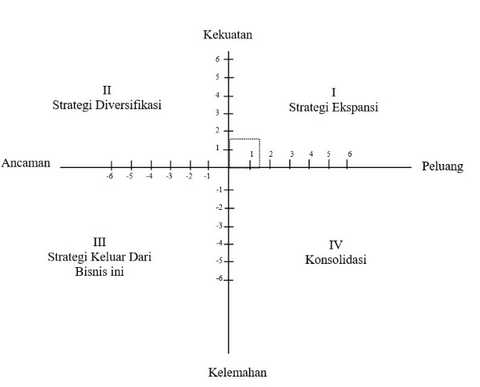 Kekuatan
6
5
4
3
2
1
II
Strategi Diversifikasi
I
Strategi Ekspansi
Ancaman
-6 -5 -4 -3 -2 -1
1 2 3 4 5 6
Peluang
-1
-2
-3
-4
-5
-6
III
Strategi Keluar Dari
Bisnis ini
IV
Konsolidasi
Kelemahan